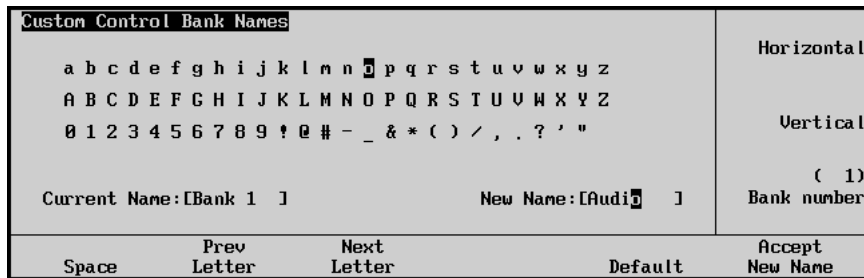 Custom Control Bank Names
a b c d e f g h i j k l m n o p q r s t u v w x y z
A B C D E F G H I J K L M N O P Q R S T U V W X Y Z
0 1 2 3 4 5 6 7 8 9 ! @ # - _ & * ( ) / , . ? ' "
Current Name:[Bank 1 ] New Name:[Audio ]
Horizontal
Vertical
( 1)
Bank number
Space
Prev Letter
Next Letter
Default
Accept New Name